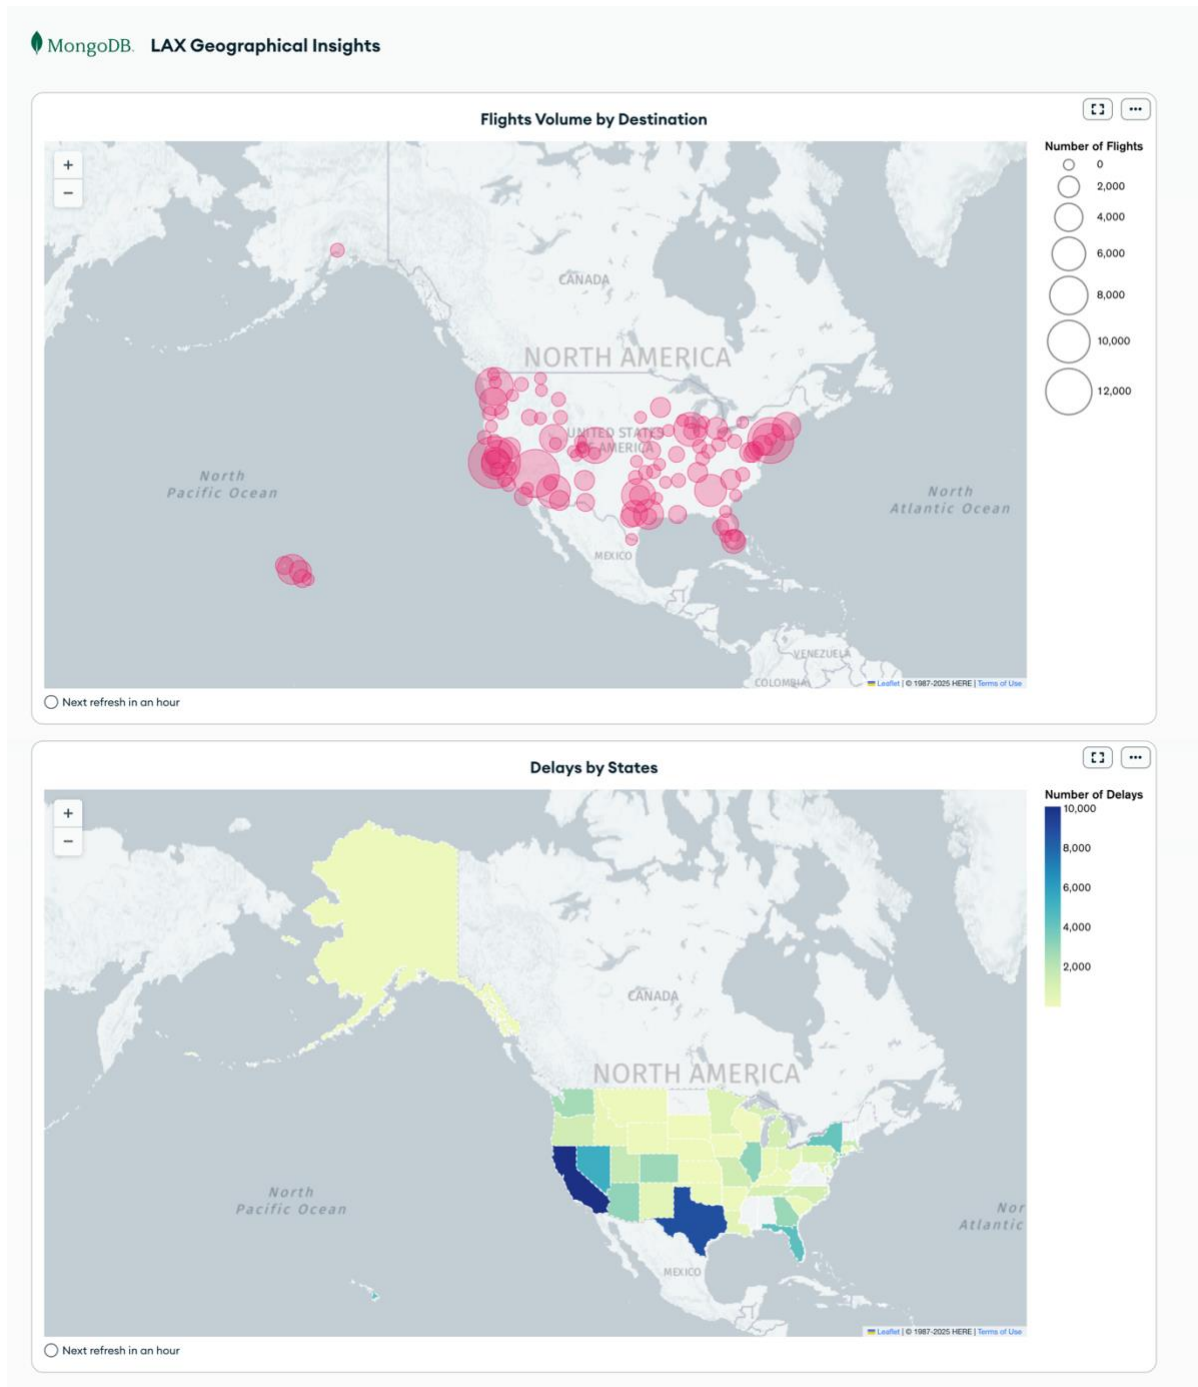 MongoDB. LAX Geographical Insights
Flights Volume by Destination
Number of Flights
0
2,000
4,000
6,000
8,000
10,000
12,000
+
−
CANADA
NORTH AMERICA
UNITED STATES
OF AMERICA
North
Pacific Ocean
North
Atlantic Ocean
MEXICO
VENEZUELA
COLOMBIA
Leaflet | © 1987-2025 HERE | Terms of Use
Next refresh in an hour
Delays by States
Number of Delays
10,000
8,000
6,000
4,000
2,000
+
−
CANADA
NORTH AMERICA
North
Pacific Ocean
Nor
Atlantic
MEXICO
Leaflet | © 1987-2025 HERE | Terms of Use
Next refresh in an hour